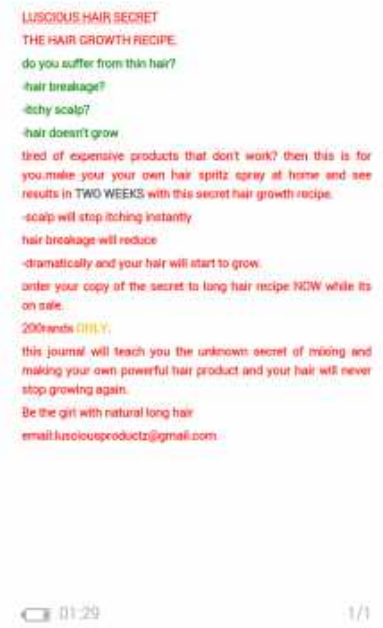 LUSCIOUS HAIR SECRET
THE HAIR GROWTH RECIPE.
do you suffer from thin hair?
-hair breakage?
-itchy scalp?
-hair doesn't grow
tired of expensive products that don't work? then this is for
you.make your your own hair spritz spray at home and see
results in TWO WEEKS with this secret hair growth recipe.
-scalp will stop itching instantly
hair breakage will reduce
-dramatically and your hair will start to grow.
order your copy of the secret to long hair recipe NOW while its
on sale.
200rands ONLY.
this journal will teach you the unknown secret of mixing and
making your own powerful hair product and your hair will never
stop growing again.
Be the girl with natural long hair
email:lusciousproductz@gmail.com
01:29
1/1